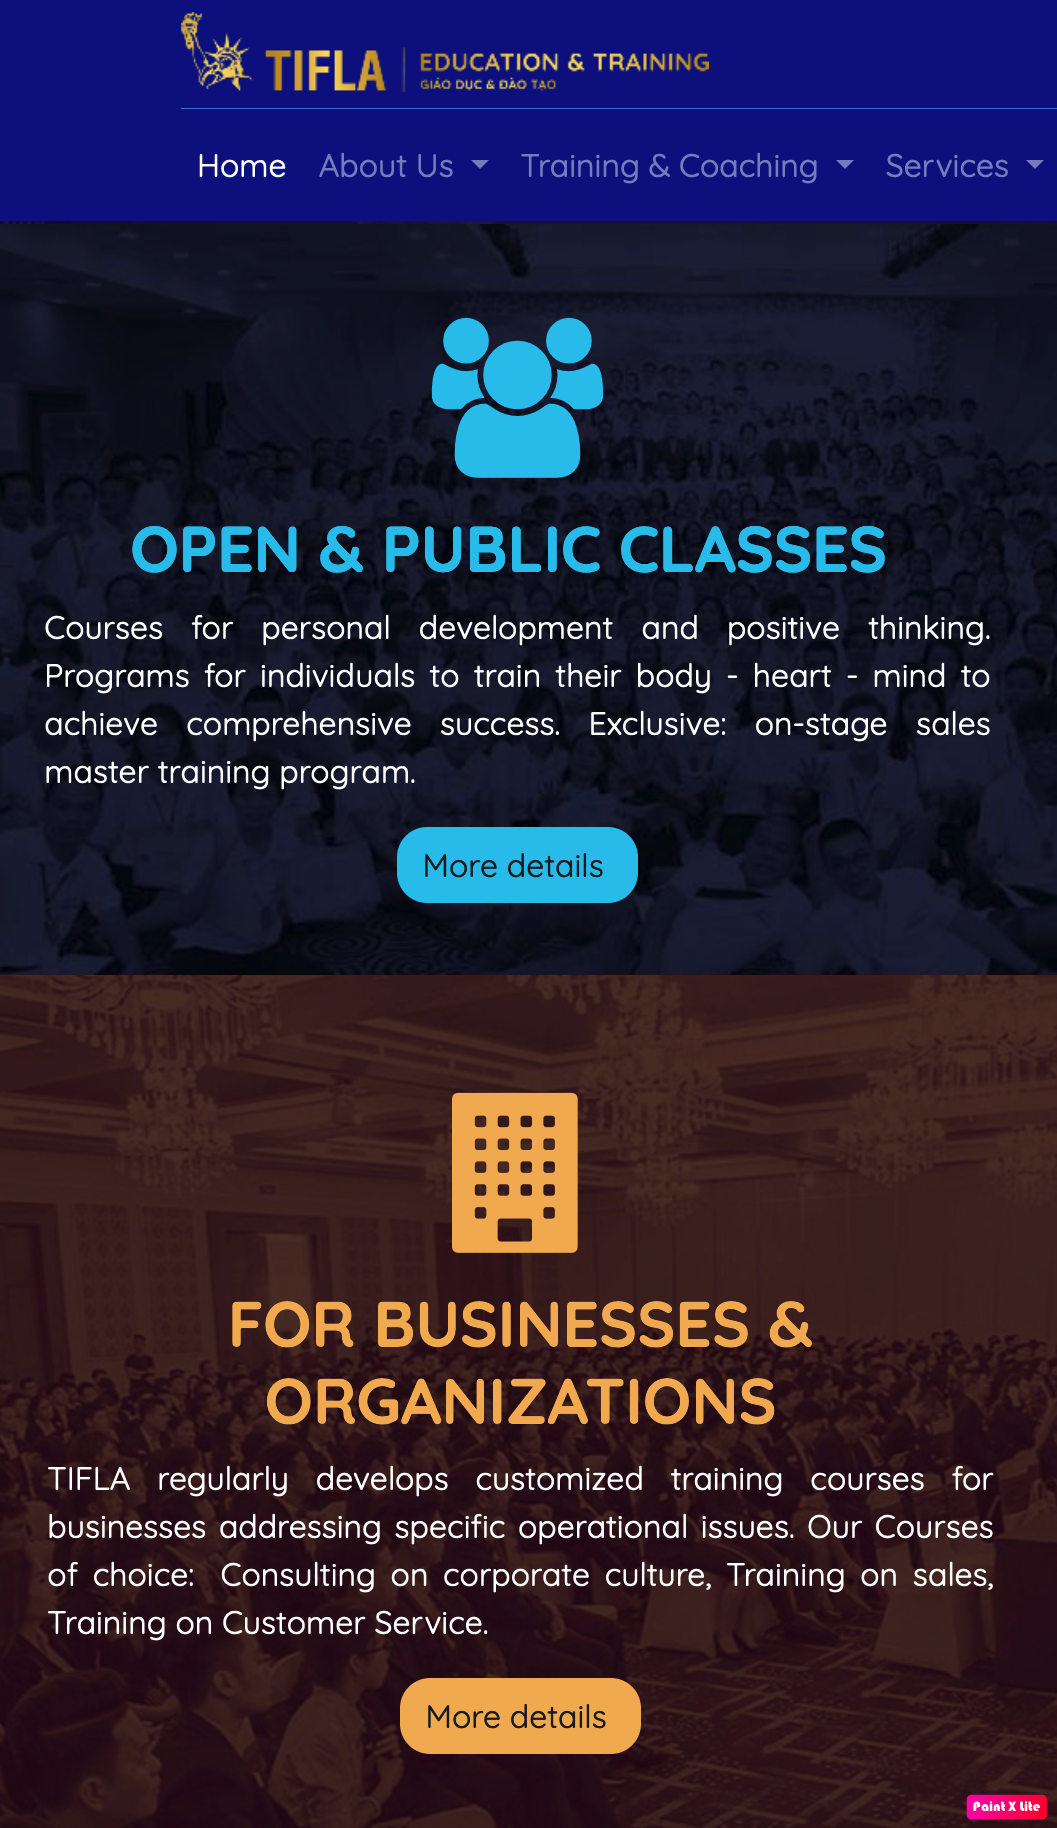 TIFLA
EDUCATION & TRAINING
GIÁO DỤC & ĐÀO TẠO
Home About Us Training & Coaching Services
OPEN & PUBLIC CLASSES
Courses for personal development and positive thinking.
Programs for individuals to train their body - heart - mind to
achieve comprehensive success. Exclusive: on-stage sales
master training program.
More details
FOR BUSINESSES &
ORGANIZATIONS
TIFLA regularly develops customized training courses for
businesses addressing specific operational issues. Our Courses
of choice: Consulting on corporate culture, Training on sales,
Training on Customer Service.
More details
Paint X Lite